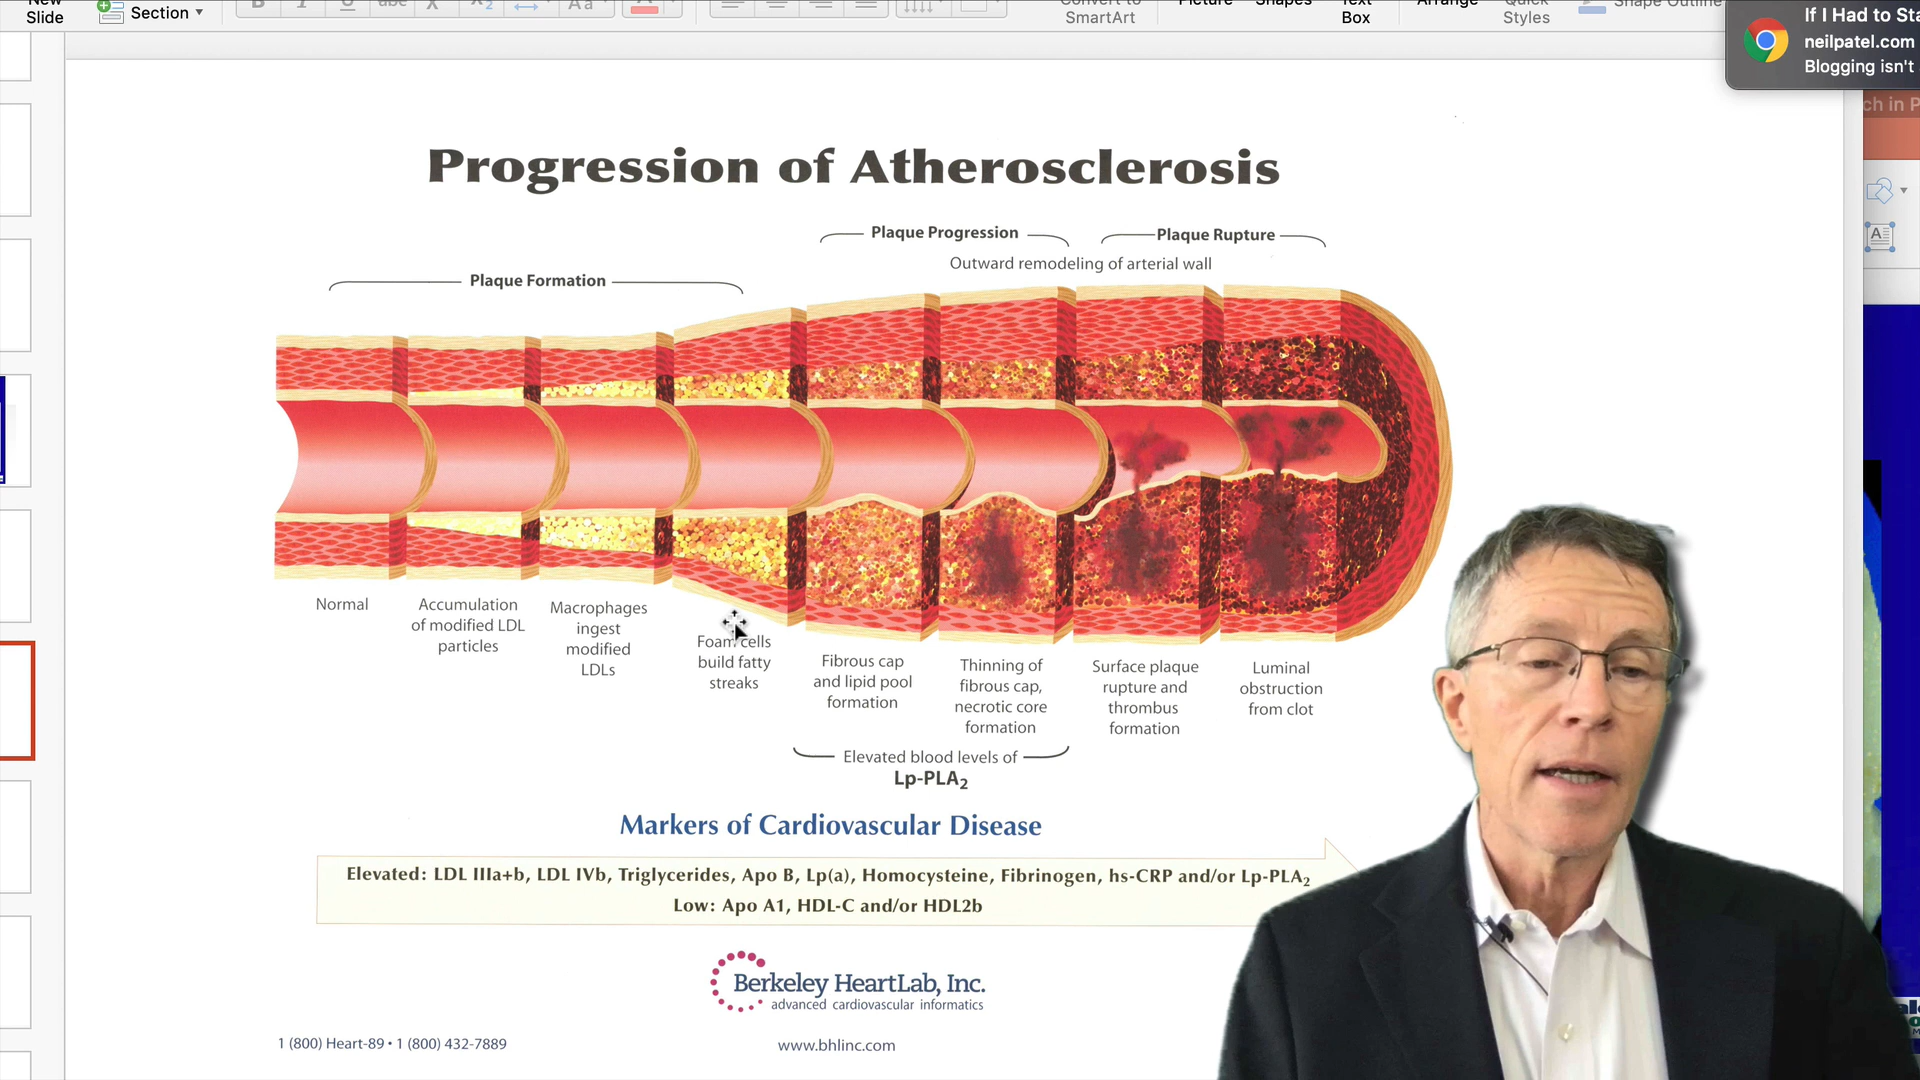 New
Slide
Section
Convert to
SmartArt
Picture
Shapes
Text
Box
Arrange
Quick
Styles
Shape Outline
If I Had to Sta
neilpatel.com
Blogging isn't
ch in P
Progression of Atherosclerosis
Plaque Formation
Plaque Progression
Plaque Rupture
Outward remodeling of arterial wall
Normal
Accumulation
of modified LDL
particles
Macrophages
ingest
modified
LDLs
Foam cells
build fatty
streaks
Fibrous cap
and lipid pool
formation
Thinning of
fibrous cap,
necrotic core
formation
Surface plaque
rupture and
thrombus
formation
Luminal
obstruction
from clot
Elevated blood levels of
Lp-PLA2
Markers of Cardiovascular Disease
Elevated: LDL IIIa+b, LDL IVb, Triglycerides, Apo B, Lp(a), Homocysteine, Fibrinogen, hs-CRP and/or Lp-PLA2
Low: Apo A1, HDL-C and/or HDL2b
Berkeley HeartLab, Inc.
advanced cardiovascular informatics
1 (800) Heart-89 • 1 (800) 432-7889
www.bhlinc.com